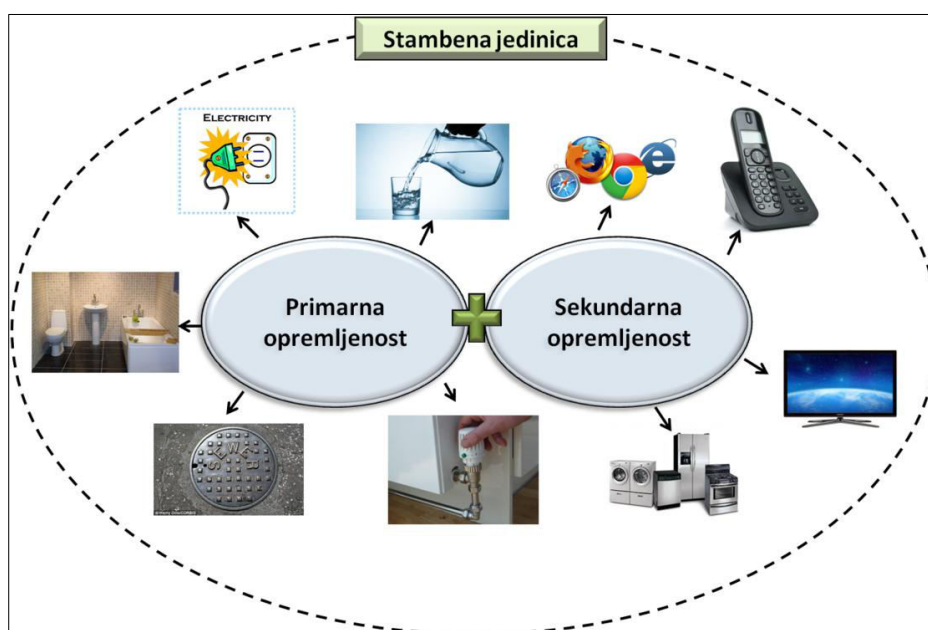 Stambena jedinica
ELECTRICITY
Primarna
opremljenost
Sekundarna
opremljenost
SEWER